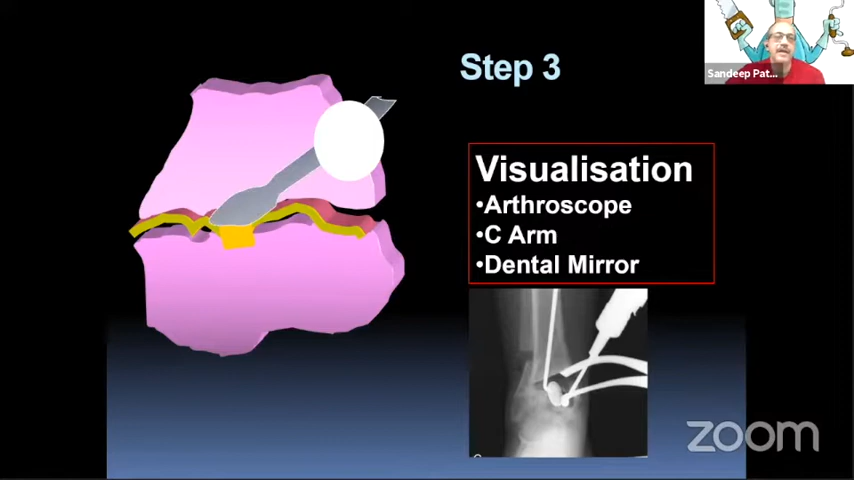 Step 3
Sandeep Pat...
Visualisation
•Arthroscope
•C Arm
•Dental Mirror
zoom